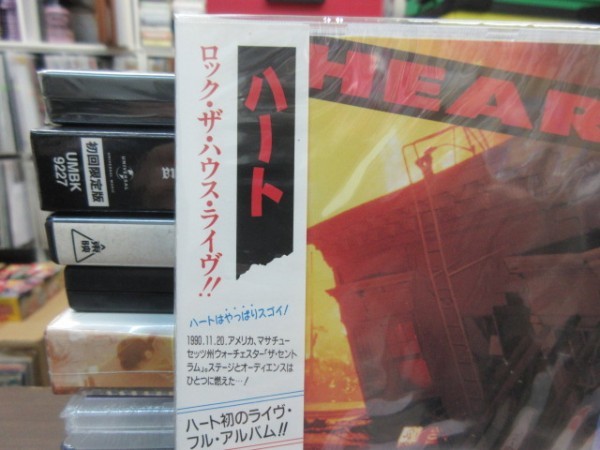 HEAR
ハート
ロック・ザ・ハウス・ライヴ!!
ハートはやっぱりスゴイ!
1990.11.20.アメリカ、マサチュー
セッツ州ウォーチェスター「ザ・セント
ラム」。ステージとオーディエンスは
ひとつに燃えた…!
ハート初のライヴ・
フル・アルバム!!
初回限定版
UMBK
9227
UNIVERSAL